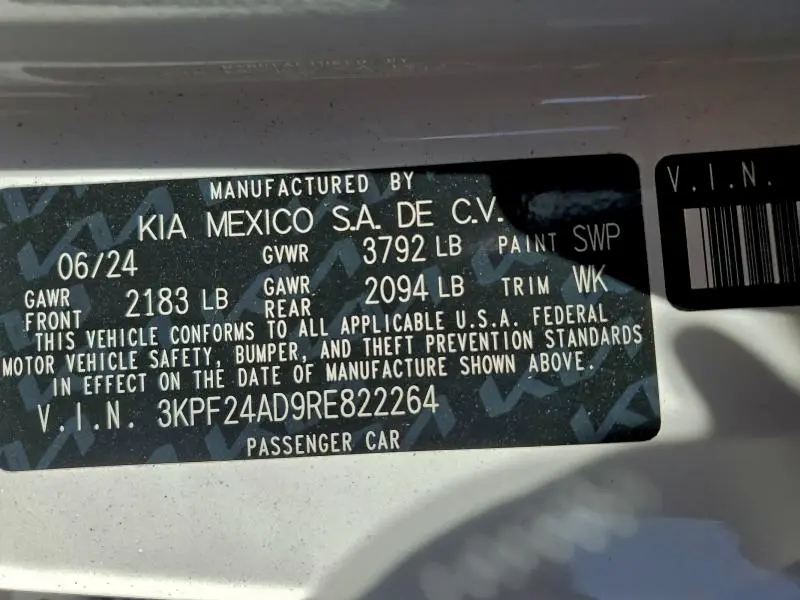 MANUFACTURED BY
KIA MEXICO S.A. DE C.V.
06/24 GVWR 3792 LB PAINT SWP
GAWR FRONT 2183 LB GAWR REAR 2094 LB TRIM WK
THIS VEHICLE CONFORMS TO ALL APPLICABLE U.S.A. FEDERAL
MOTOR VEHICLE SAFETY, BUMPER, AND THEFT PREVENTION STANDARDS
IN EFFECT ON THE DATE OF MANUFACTURE SHOWN ABOVE.
V.I.N. 3KPF24AD9RE822264
PASSENGER CAR
V.I.N.